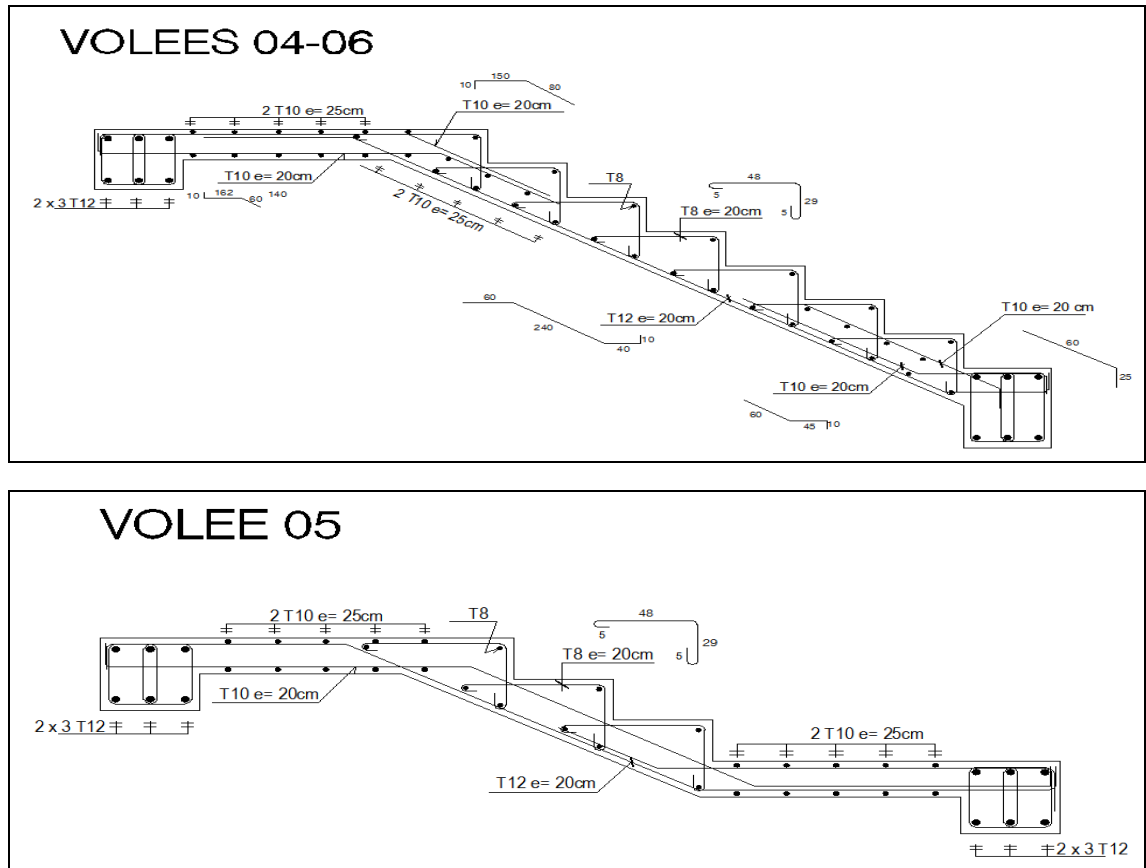 VOLEES 04-06
150
10
80
2 T10 e= 25cm
T10 e= 20cm
T10 e= 20cm
T8
48
5
29
5
2 x 3 T12
10
162
60
140
2 T10 e= 25cm
T8 e= 20cm
60
240
10
40
T12 e= 20cm
T10 e= 20 cm
60
25
T10 e= 20cm
60
45
10
VOLEE 05
2 T10 e= 25cm
T8
48
5
29
5
T8 e= 20cm
T10 e= 20cm
2 x 3 T12
2 T10 e= 25cm
T12 e= 20cm
2 x 3 T12